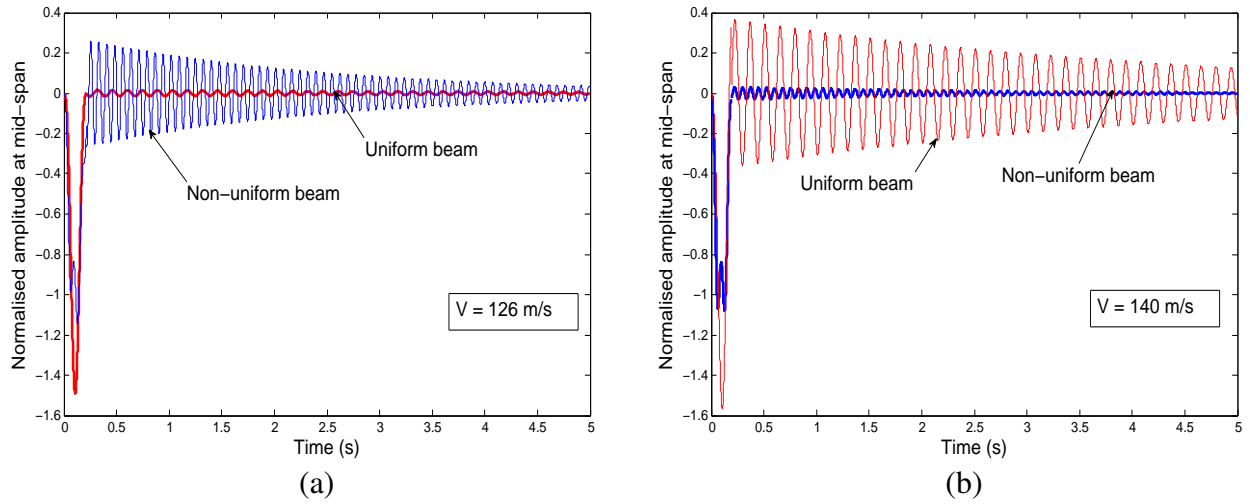 0.4
0.2
0
−0.2
−0.4
−0.6
−0.8
−1
−1.2
−1.4
−1.6
Normalised amplitude at mid−span
0 0.5 1 1.5 2 2.5 3 3.5 4 4.5 5
Time (s)
Uniform beam
Non−uniform beam
V = 126 m/s
(a)
0.4
0.2
0
−0.2
−0.4
−0.6
−0.8
−1
−1.2
−1.4
−1.6
Normalised amplitude at mid−span
0 0.5 1 1.5 2 2.5 3 3.5 4 4.5 5
Time (s)
Uniform beam
Non−uniform beam
V = 140 m/s
(b)